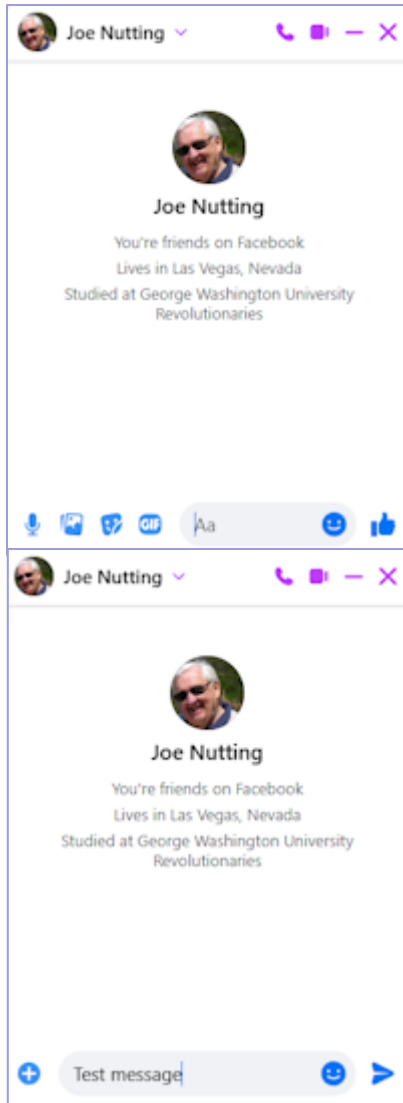 Joe Nutting
Joe Nutting
You're friends on Facebook
Lives in Las Vegas, Nevada
Studied at George Washington University
Revolutionaries
GIF
Aa
Joe Nutting
Joe Nutting
You're friends on Facebook
Lives in Las Vegas, Nevada
Studied at George Washington University
Revolutionaries
Test message